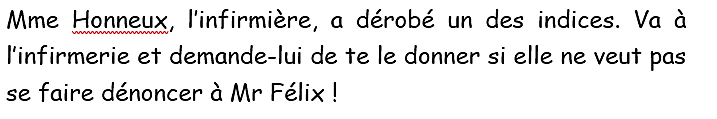 Mme Honneux, l'infirmière, a dérobé un des indices. Va à
l'infirmerie et demande-lui de te le donner si elle ne veut pas
se faire dénoncer à Mr Félix !